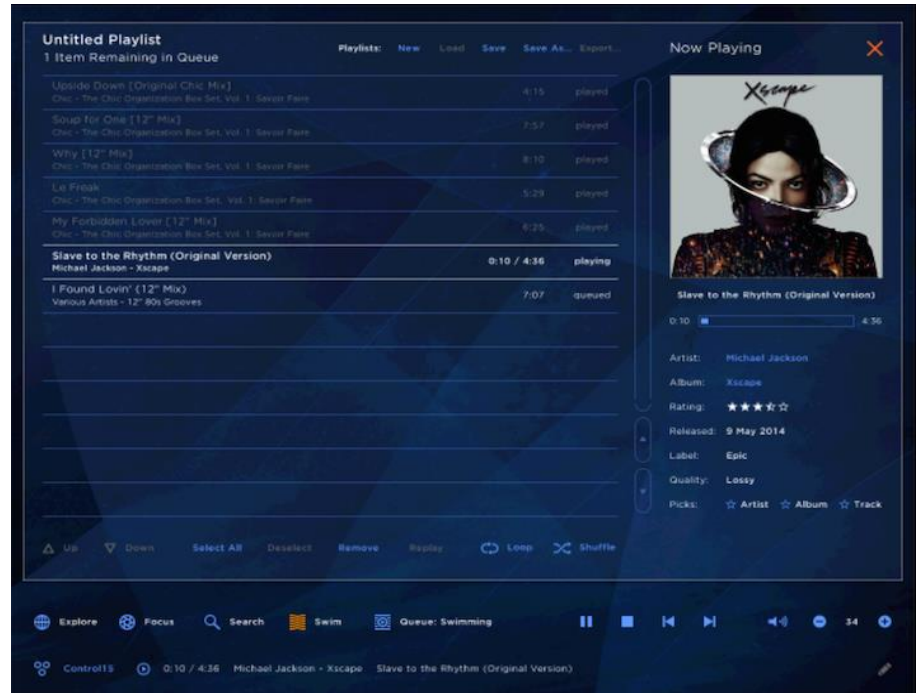 Untitled Playlist
1 Item Remaining in Queue
Playlists: New Load Save Save As... Export...
Upside Down [Original Chic Mix]
Chic - The Chic Organization Box Set, Vol. 1: Savoir Faire
4:15 played
Soup for One [12" Mix]
Chic - The Chic Organization Box Set, Vol. 1: Savoir Faire
7:57 played
Why [12" Mix]
Chic - The Chic Organization Box Set, Vol. 1: Savoir Faire
8:10 played
Le Freak
Chic - The Chic Organization Box Set, Vol. 1: Savoir Faire
5:29 played
My Forbidden Lover [12" Mix]
Chic - The Chic Organization Box Set, Vol. 1: Savoir Faire
6:25 played
Slave to the Rhythm (Original Version)
Michael Jackson - Xscape
0:10 / 4:36 playing
I Found Lovin' (12" Mix)
Various Artists - 12" 80s Grooves
7:07 queued
Up Down Select All Deselect Remove Replay Loop Shuffle
Now Playing
Xscape
Slave to the Rhythm (Original Version)
0:10 4:36
Artist: Michael Jackson
Album: Xscape
Rating:
Released: 9 May 2014
Label: Epic
Quality: Lossy
Picks: Artist Album Track
Explore Focus Search Swim Queue: Swimming 34
Control15 0:10 / 4:36 Michael Jackson - Xscape Slave to the Rhythm (Original Version)